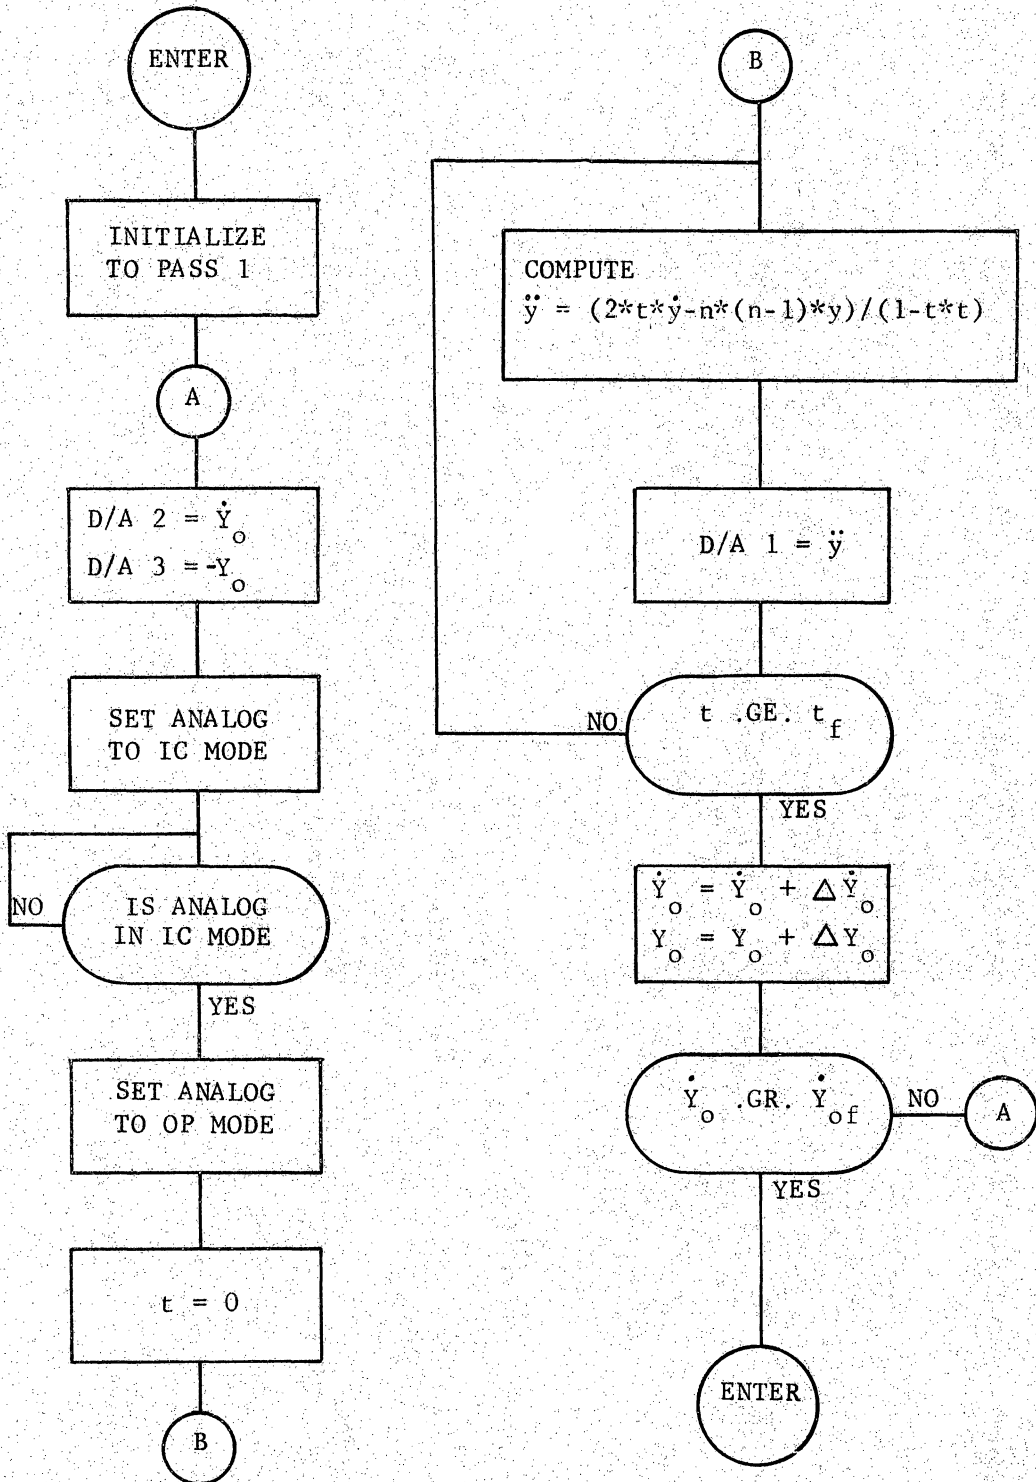 ENTER
INITIALIZE
TO PASS 1
A
D/A 2 = Ẏo
D/A 3 = -Yo
SET ANALOG
TO IC MODE
NO
IS ANALOG
IN IC MODE
YES
SET ANALOG
TO OP MODE
t = 0
B
B
COMPUTE
ÿ = (2*t*ẏ-n*(n-1)*y)/(1-t*t)
D/A 1 = ÿ
NO
t .GE. tf
YES
Ẏo = Ẏo + ΔẎo
Yo = Yo + ΔYo
Ẏo .GR. Ẏof
NO
A
YES
ENTER